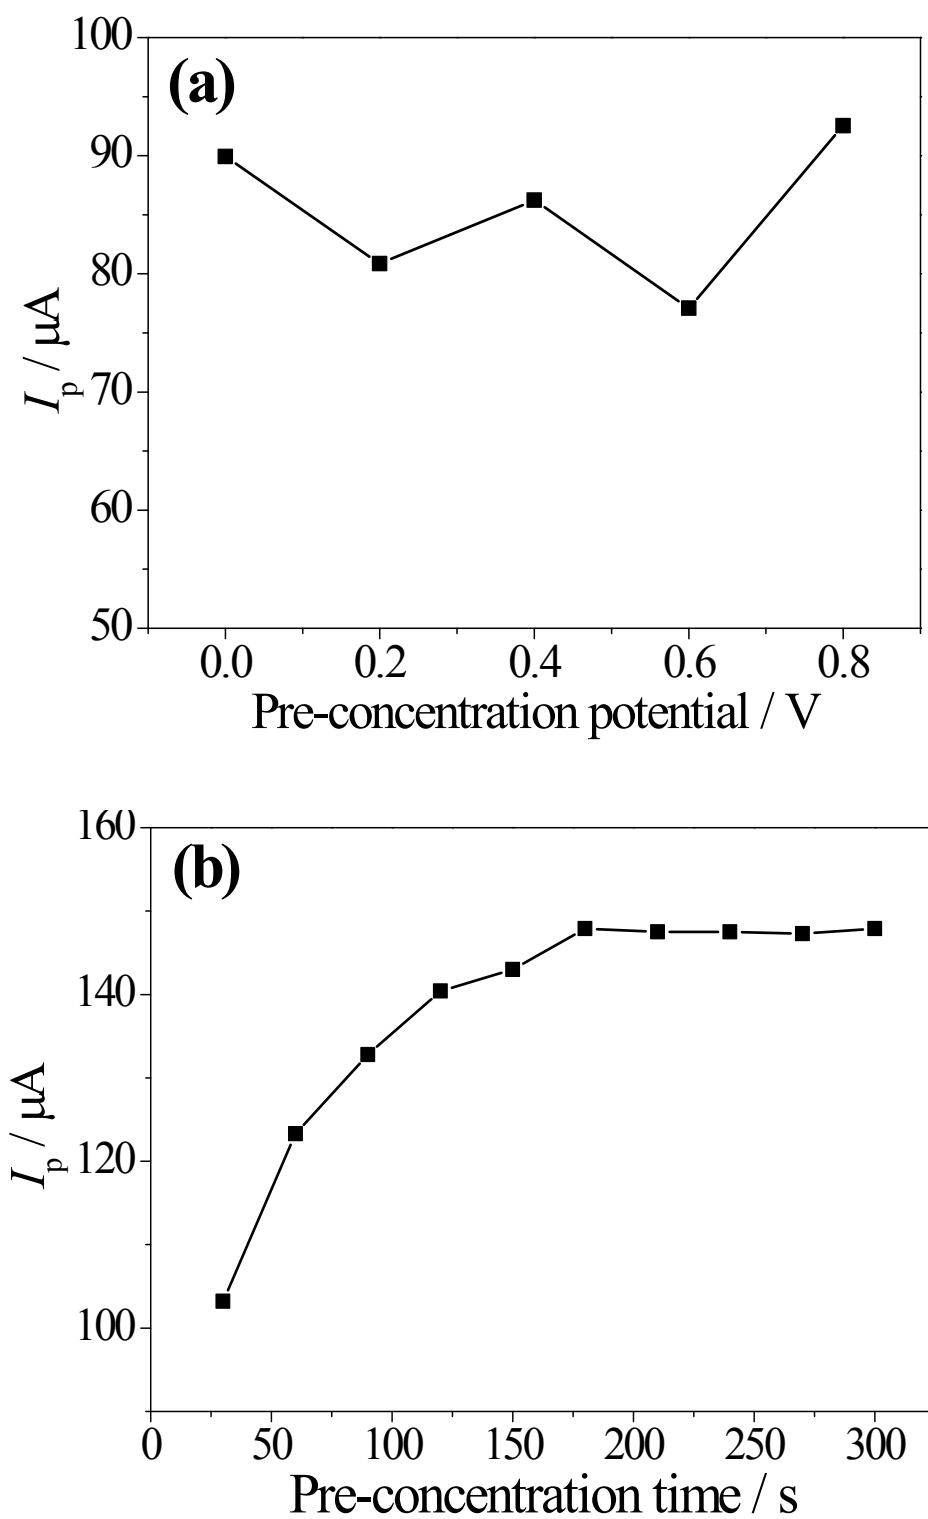 (a)
100
90
80
70
60
50
I_p / μA
0.0 0.2 0.4 0.6 0.8
Pre-concentration potential / V
(b)
160
140
120
100
I_p / μA
0 50 100 150 200 250 300
Pre-concentration time / s